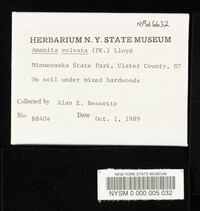 NYSd 6632
HERBARIUM N. Y. STATE MUSEUM
Amanita volvata (PK.) Lloyd
Minnewaska State Park, Ulster County, NY
On soil under mixed hardwoods
Collected by Alan E. Bessette
No. B8404 Date Oct. 1, 1989
NEW YORK STATE MUSEUM
NYSM 0 000 005 032